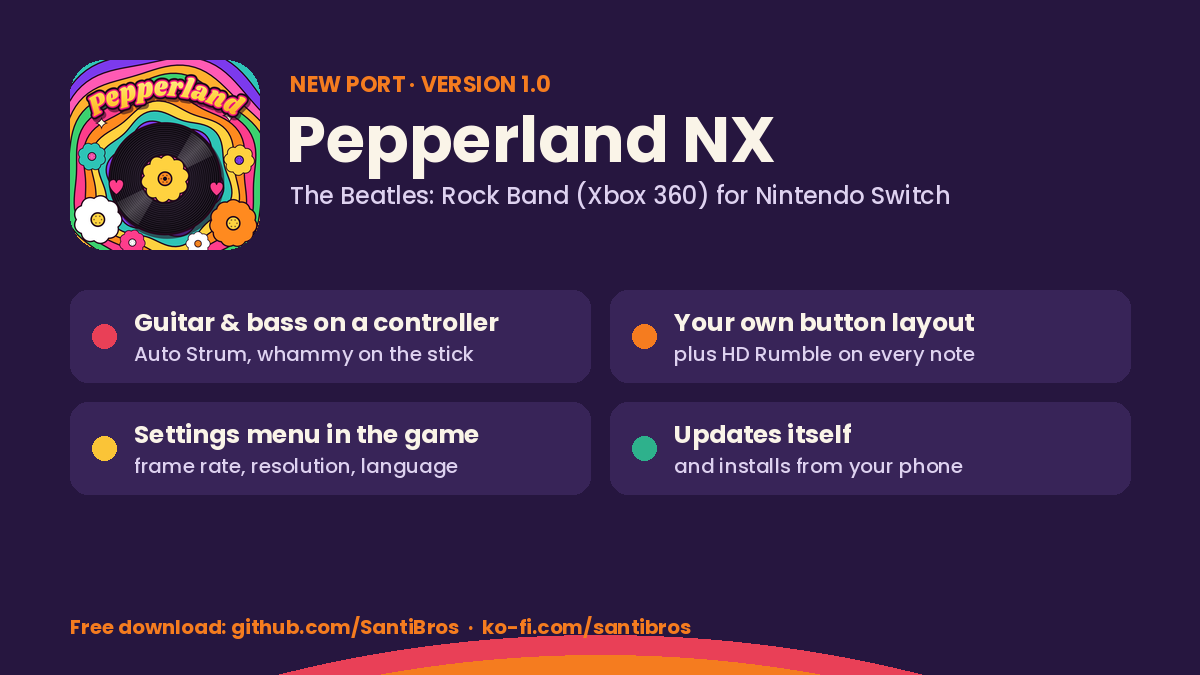 Pepperland
NEW PORT · VERSION 1.0
Pepperland NX
The Beatles: Rock Band (Xbox 360) for Nintendo Switch
Guitar & bass on a controller
Auto Strum, whammy on the stick
Your own button layout
plus HD Rumble on every note
Settings menu in the game
frame rate, resolution, language
Updates itself
and installs from your phone
Free download: github.com/SantiBros · ko-fi.com/santibros